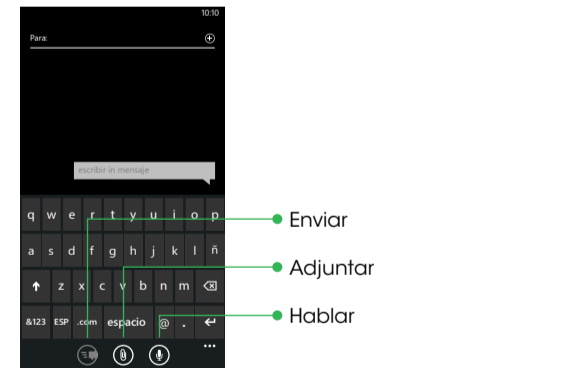 10:10
Para:
escribir in mensaje
q w e r t y u i o p
Enviar
a s d f g h j k l ñ
Adjuntar
z x c v b n m
Hablar
&123 ESP .com espacio @ .